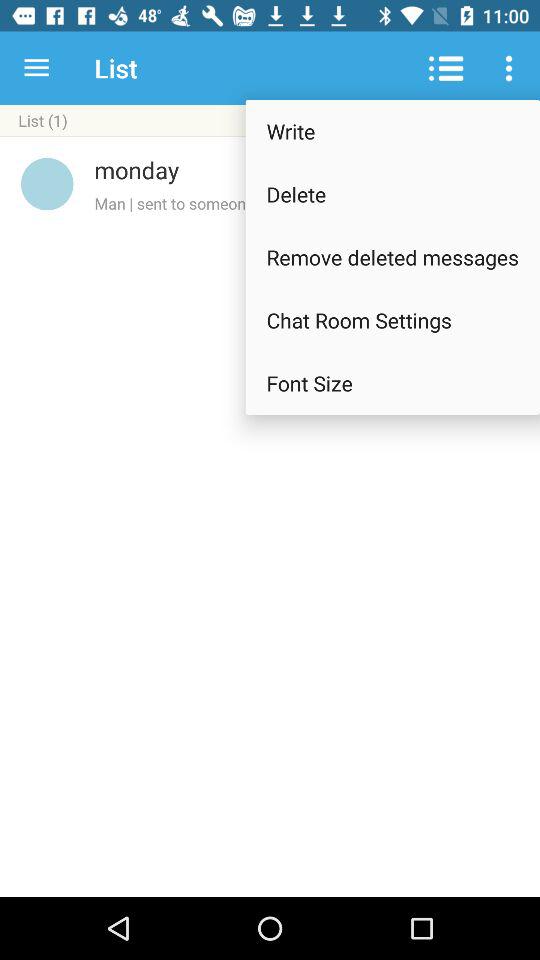 48°
11:00
List
List (1)
monday
Man | sent to someon
Write
Delete
Remove deleted messages
Chat Room Settings
Font Size